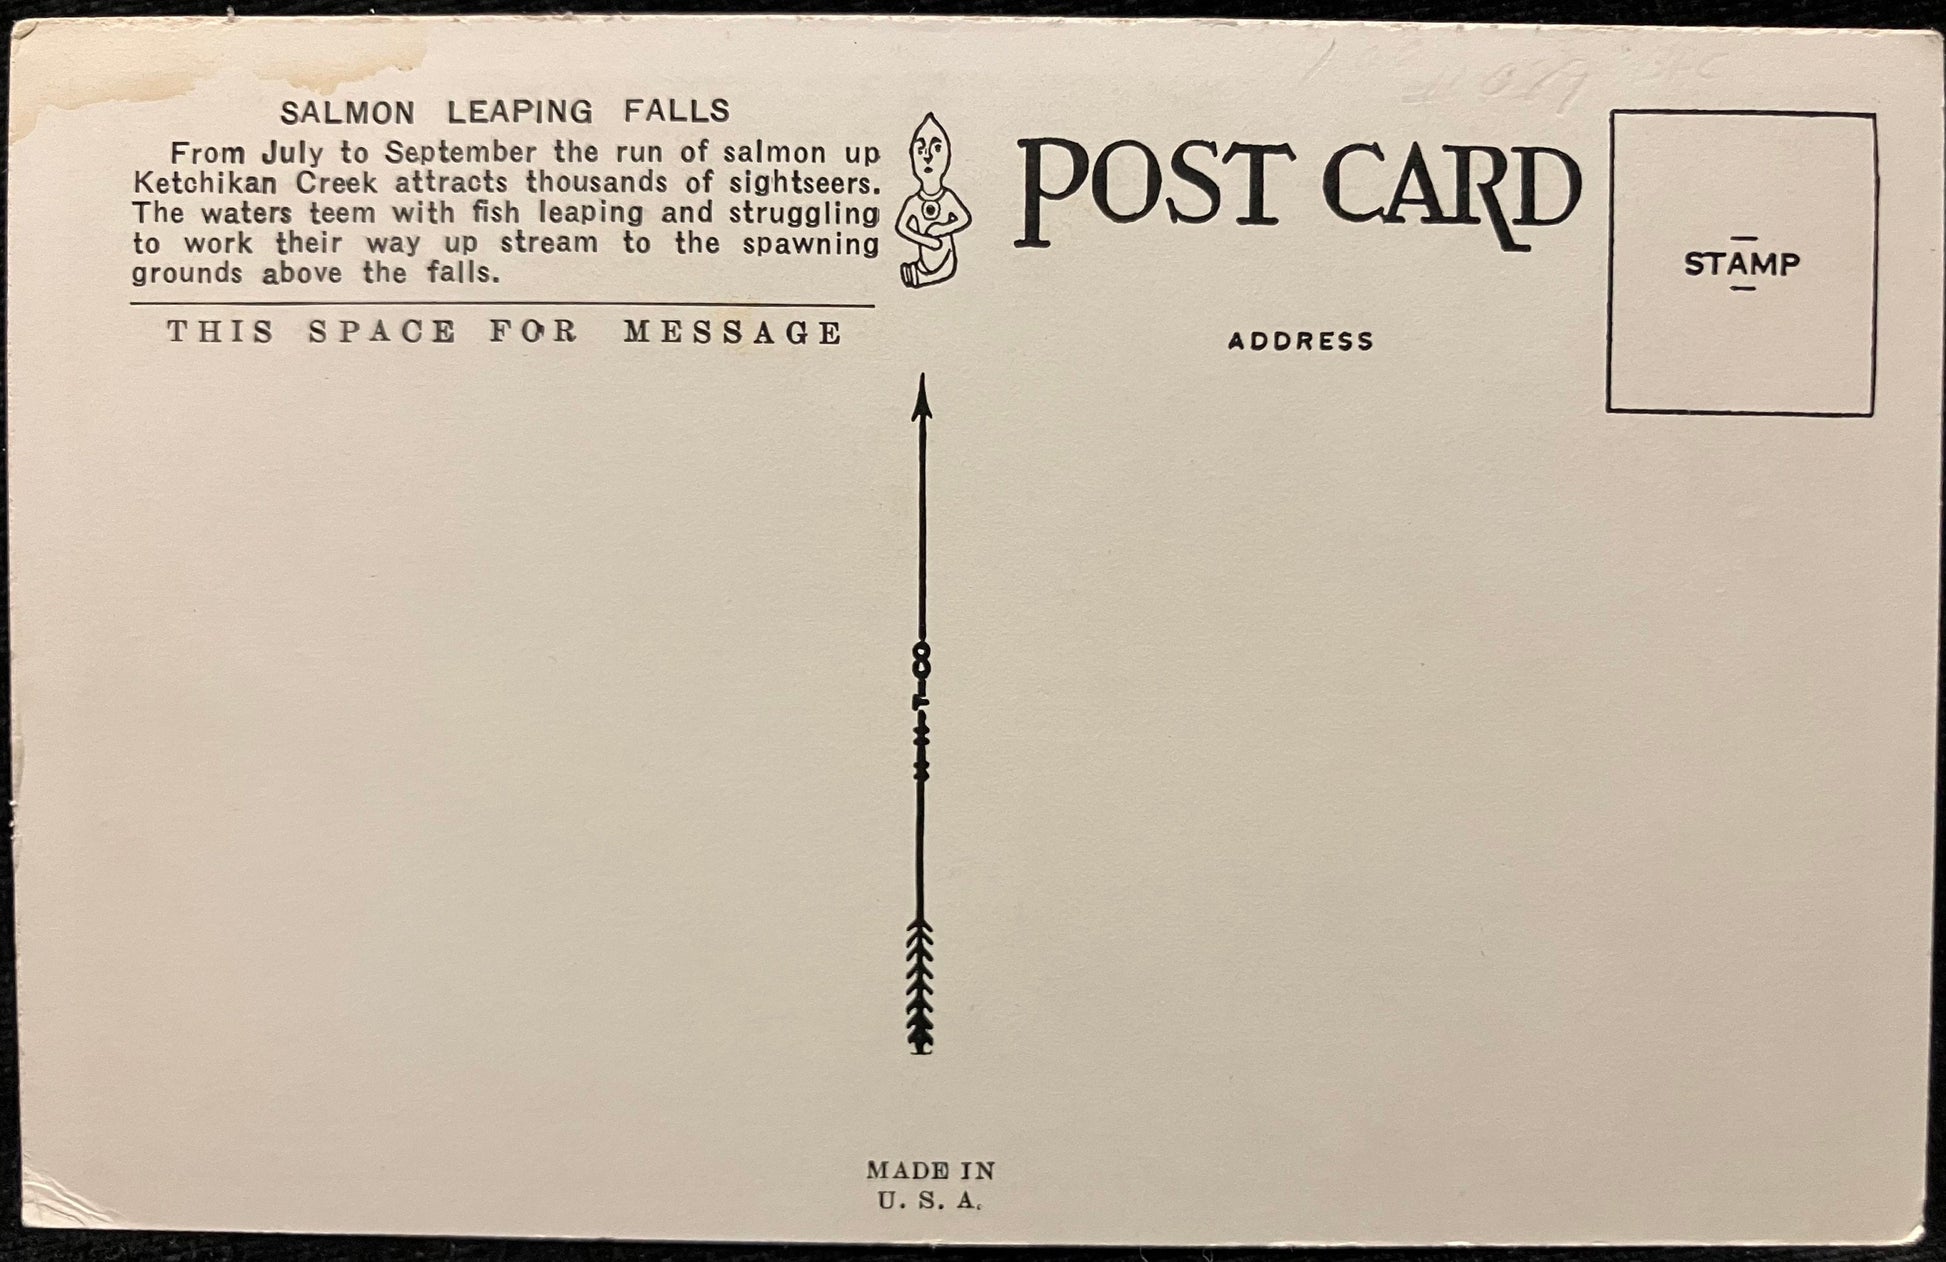 SALMON LEAPING FALLS
From July to September the run of salmon up
Ketchikan Creek attracts thousands of sightseers.
The waters teem with fish leaping and struggling
to work their way up stream to the spawning
grounds above the falls.
THIS SPACE FOR MESSAGE
POST CARD
ADDRESS
STAMP
MADE IN
U. S. A.